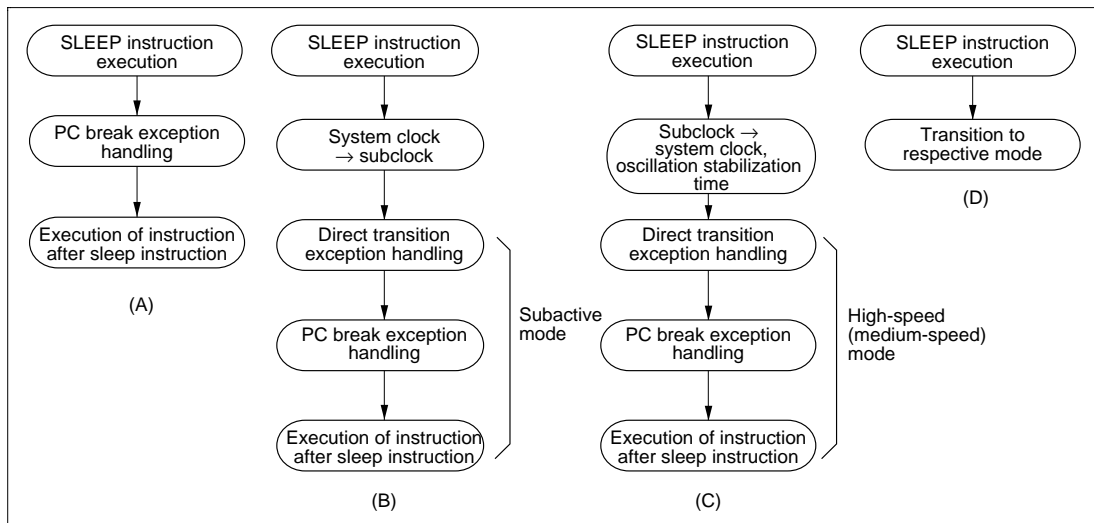 SLEEP instruction
execution
PC break exception
handling
Execution of instruction
after sleep instruction
(A)
SLEEP instruction
execution
System clock
→ subclock
Direct transition
exception handling
PC break exception
handling
Execution of instruction
after sleep instruction
Subactive
mode
(B)
SLEEP instruction
execution
Subclock →
system clock,
oscillation stabilization
time
Direct transition
exception handling
PC break exception
handling
Execution of instruction
after sleep instruction
High-speed
(medium-speed)
mode
(C)
SLEEP instruction
execution
Transition to
respective mode
(D)